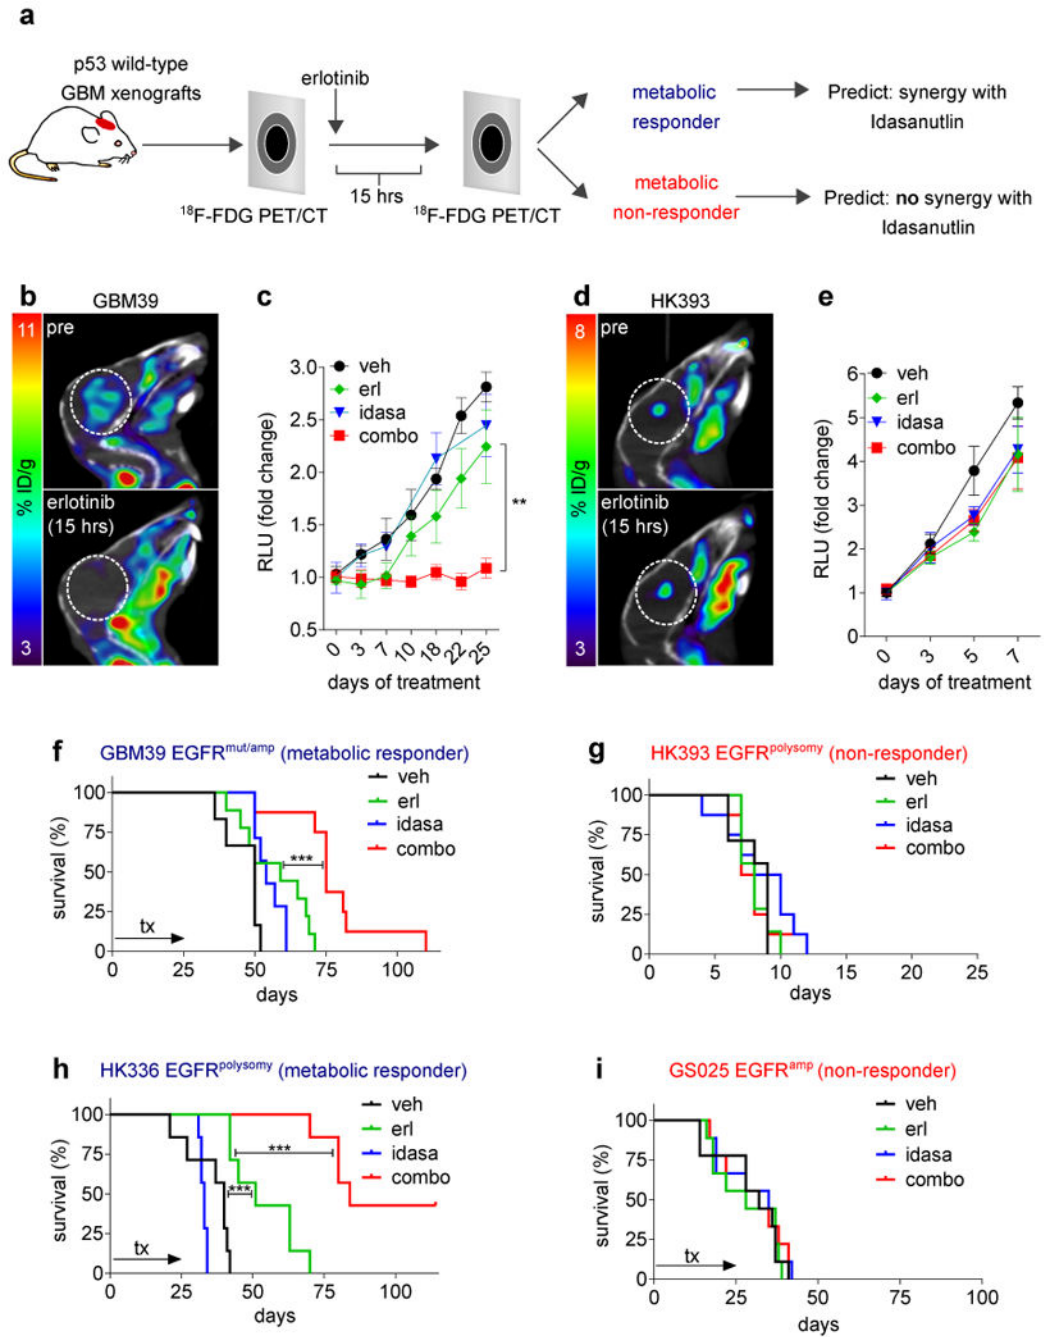 a
p53 wild-type
GBM xenografts
erlotinib
15 hrs
18F-FDG PET/CT
18F-FDG PET/CT
metabolic
responder
Predict: synergy with
Idasanutlin
metabolic
non-responder
Predict: no synergy with
Idasanutlin
b
GBM39
11
pre
% ID/g
erlotinib
(15 hrs)
3
c
veh
erl
idasa
combo
3.0
2.5
2.0
1.5
1.0
0.5
RLU (fold change)
**
0 3 7 10 18 22 25
days of treatment
d
HK393
8
pre
% ID/g
erlotinib
(15 hrs)
3
e
veh
erl
idasa
combo
6
5
4
3
2
1
0
RLU (fold change)
0 3 5 7
days of treatment
f
GBM39 EGFRmut/amp (metabolic responder)
veh
erl
idasa
combo
100
75
50
25
0
survival (%)
***
tx
0 25 50 75 100
days
g
HK393 EGFRpolysomy (non-responder)
veh
erl
idasa
combo
100
75
50
25
0
survival (%)
0 5 10 15 20 25
days
h
HK336 EGFRpolysomy (metabolic responder)
veh
erl
idasa
combo
100
75
50
25
0
survival (%)
***
***
tx
0 25 50 75 100
days
i
GS025 EGFRamp (non-responder)
veh
erl
idasa
combo
100
75
50
25
0
survival (%)
tx
0 25 50 75 100
days